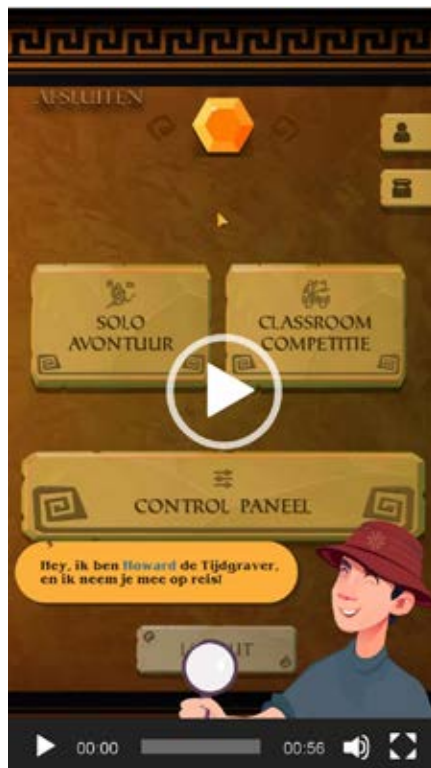 AFSLUITEN
SOLO
AVONTUUR
CLASSROOM
COMPETITIE
CONTROL PANEEL
Hey, ik ben Howard de Tijdgraver,
en ik neem je mee op reis!
00:00
00:56